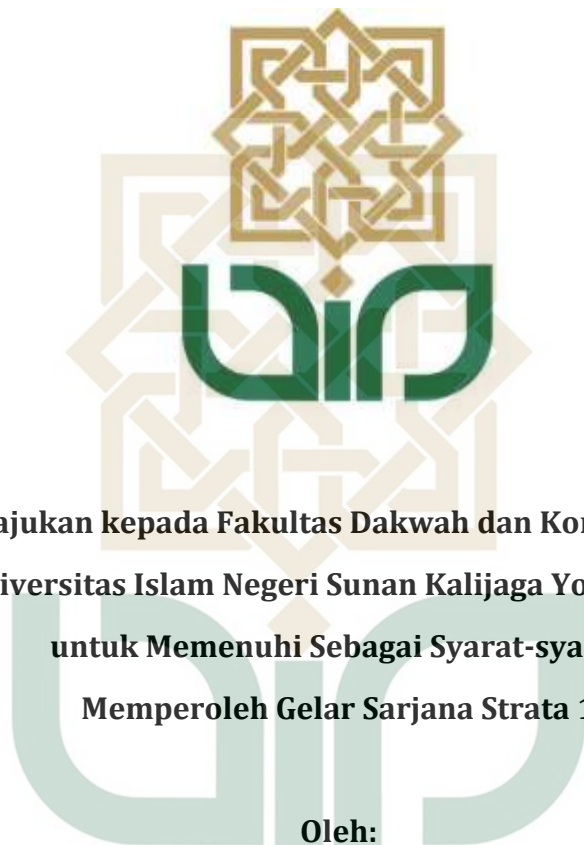 ajukan kepada Fakultas Dakwah dan Kor
iversitas Islam Negeri Sunan Kalijaga Yo
untuk Memenuhi Sebagai Syarat-sya
Memperoleh Gelar Sarjana Strata 1
Oleh: